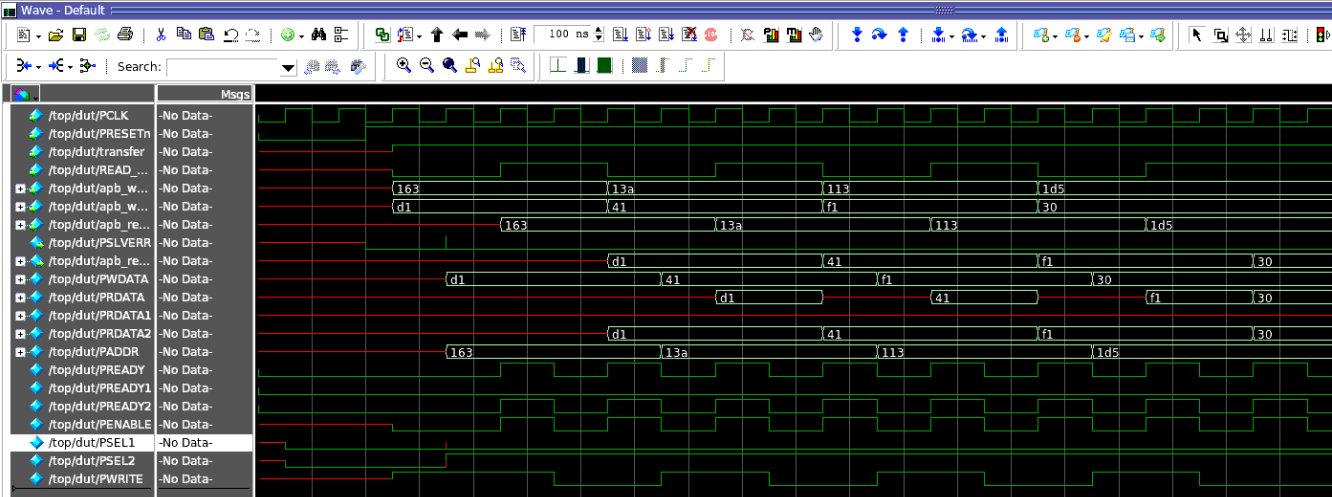 Wave - Default
100 ns
Search:
Msgs
/top/dut/PCLK -No Data-
/top/dut/PRESETn -No Data-
/top/dut/transfer -No Data-
/top/dut/READ_... -No Data-
/top/dut/apb_w... -No Data- 163 13a 113 1d5
/top/dut/apb_w... -No Data- d1 41 f1 30
/top/dut/apb_re... -No Data- 163 13a 113 1d5
/top/dut/PSLVERR -No Data-
/top/dut/apb_re... -No Data- d1 41 f1 30
/top/dut/PWDATA -No Data- d1 41 f1 30
/top/dut/PRDATA -No Data- d1 41 f1 30
/top/dut/PRDATA1 -No Data-
/top/dut/PRDATA2 -No Data- d1 41 f1 30
/top/dut/PADDR -No Data- 163 13a 113 1d5
/top/dut/PREADY -No Data-
/top/dut/PREADY1 -No Data-
/top/dut/PREADY2 -No Data-
/top/dut/PENABLE -No Data-
/top/dut/PSEL1 -No Data-
/top/dut/PSEL2 -No Data-
/top/dut/PWRITE -No Data-